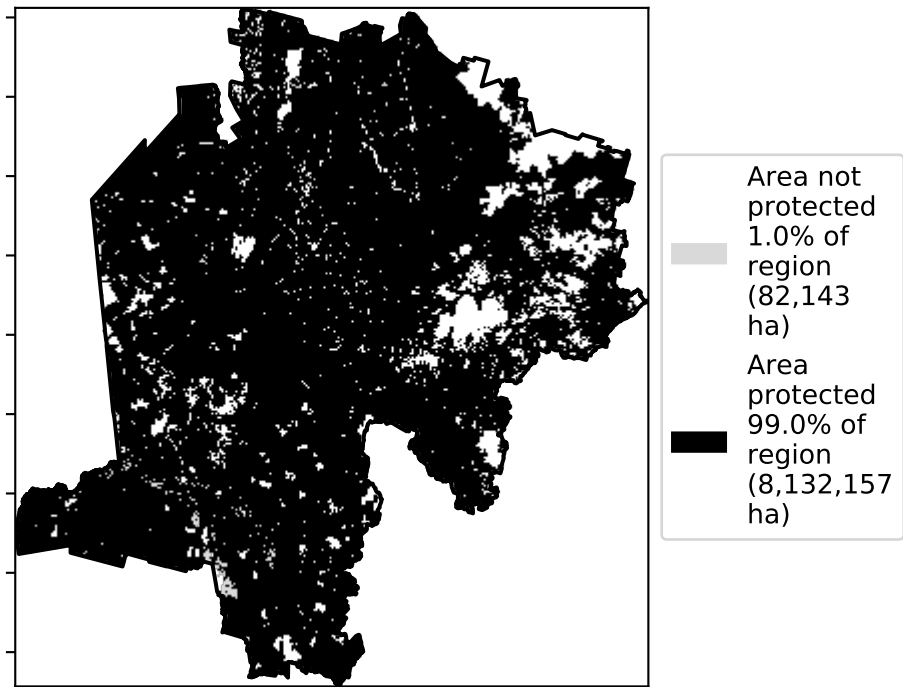 Area not
protected
1.0% of
region
(82,143
ha)
Area
protected
99.0% of
region
(8,132,157
ha)